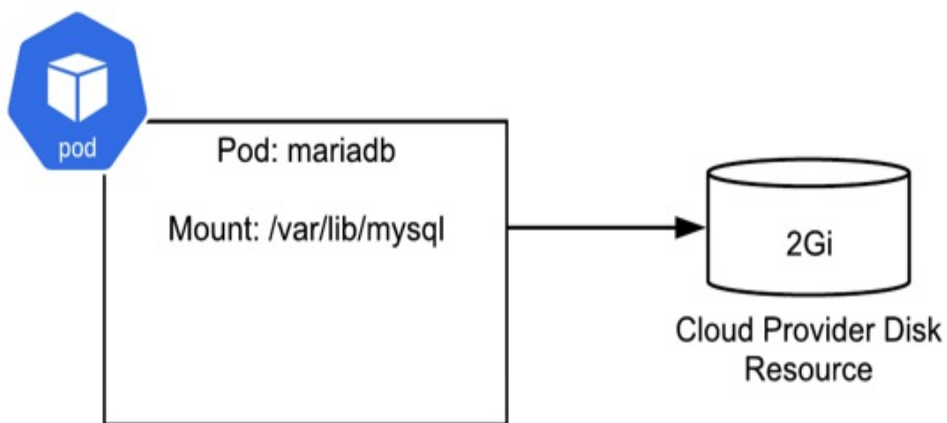 pod
Pod: mariadb
Mount: /var/lib/mysql
2Gi
Cloud Provider Disk
Resource